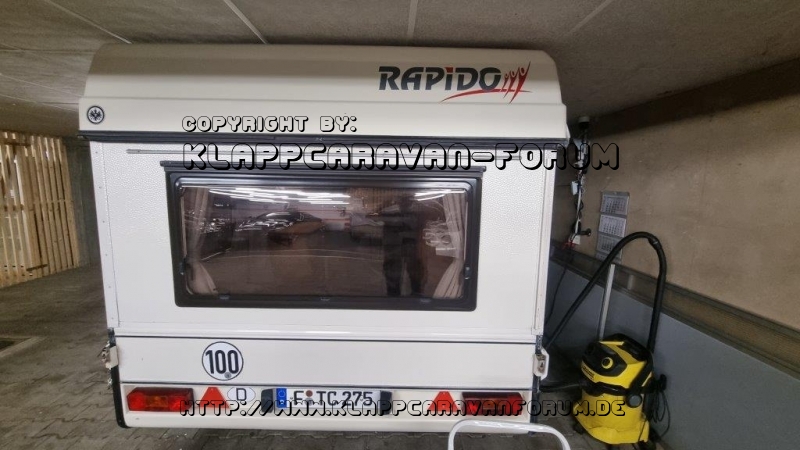 RAPIDO
COPYRIGHT BY:
KLAPPCARAVAN-FORUM
100
D
F TC 275
HTTP://WWW.KLAPPCARAVANFORUM.DE